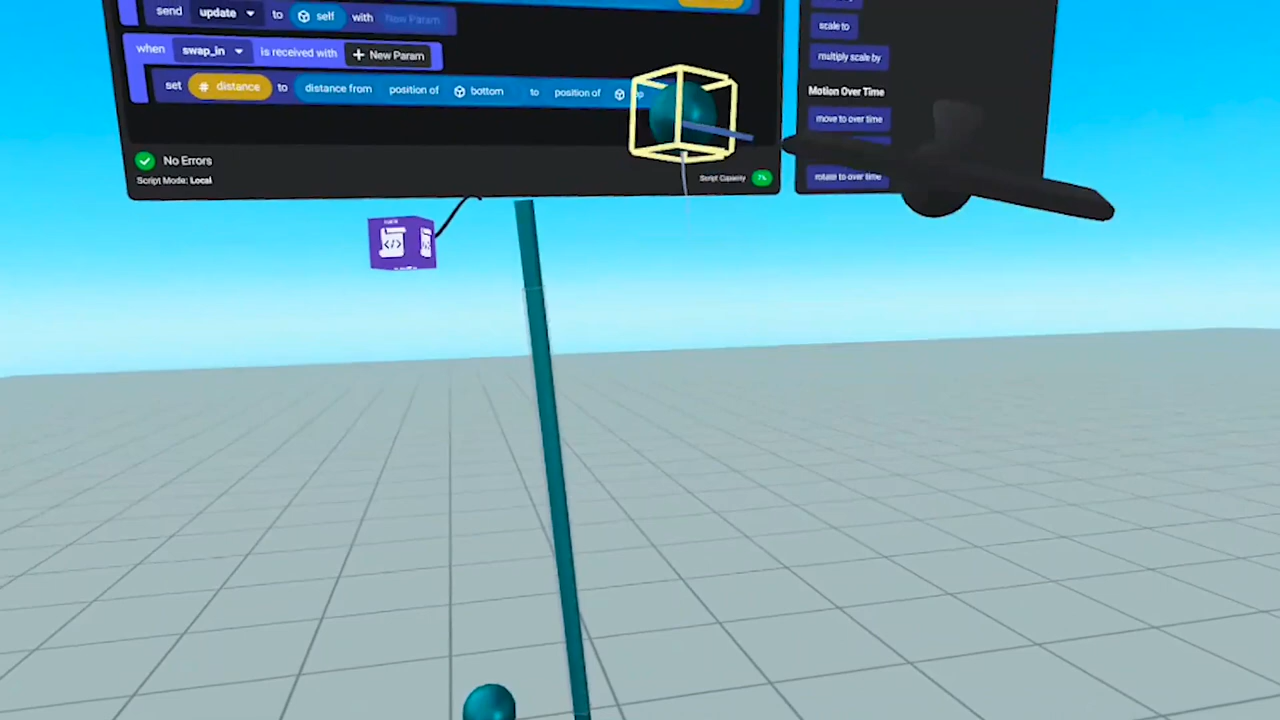 send update to self with New Param
when swap_in is received with + New Param
set # distance to distance from position of bottom to position of
No Errors
Script Mode: Local
Script Capacity 7%
scale to
multiply scale by
Motion Over Time
move to over time
rotate to over time